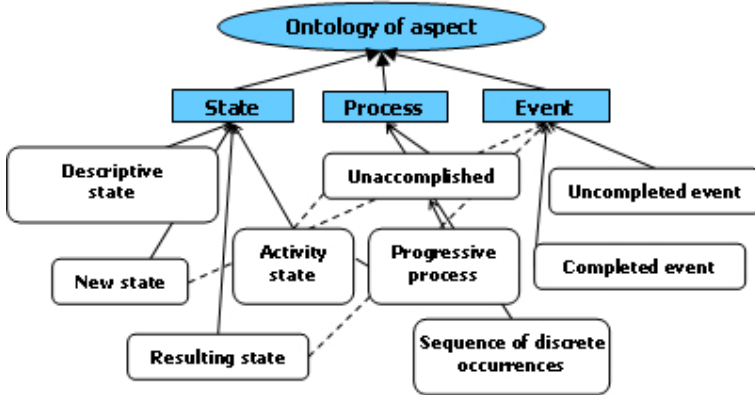 Ontology of aspect
State
Process
Event
Descriptive
state
Unaccomplished
Uncompleted event
New state
Activity
state
Progressive
process
Completed event
Resulting state
Sequence of discrete
occurrences